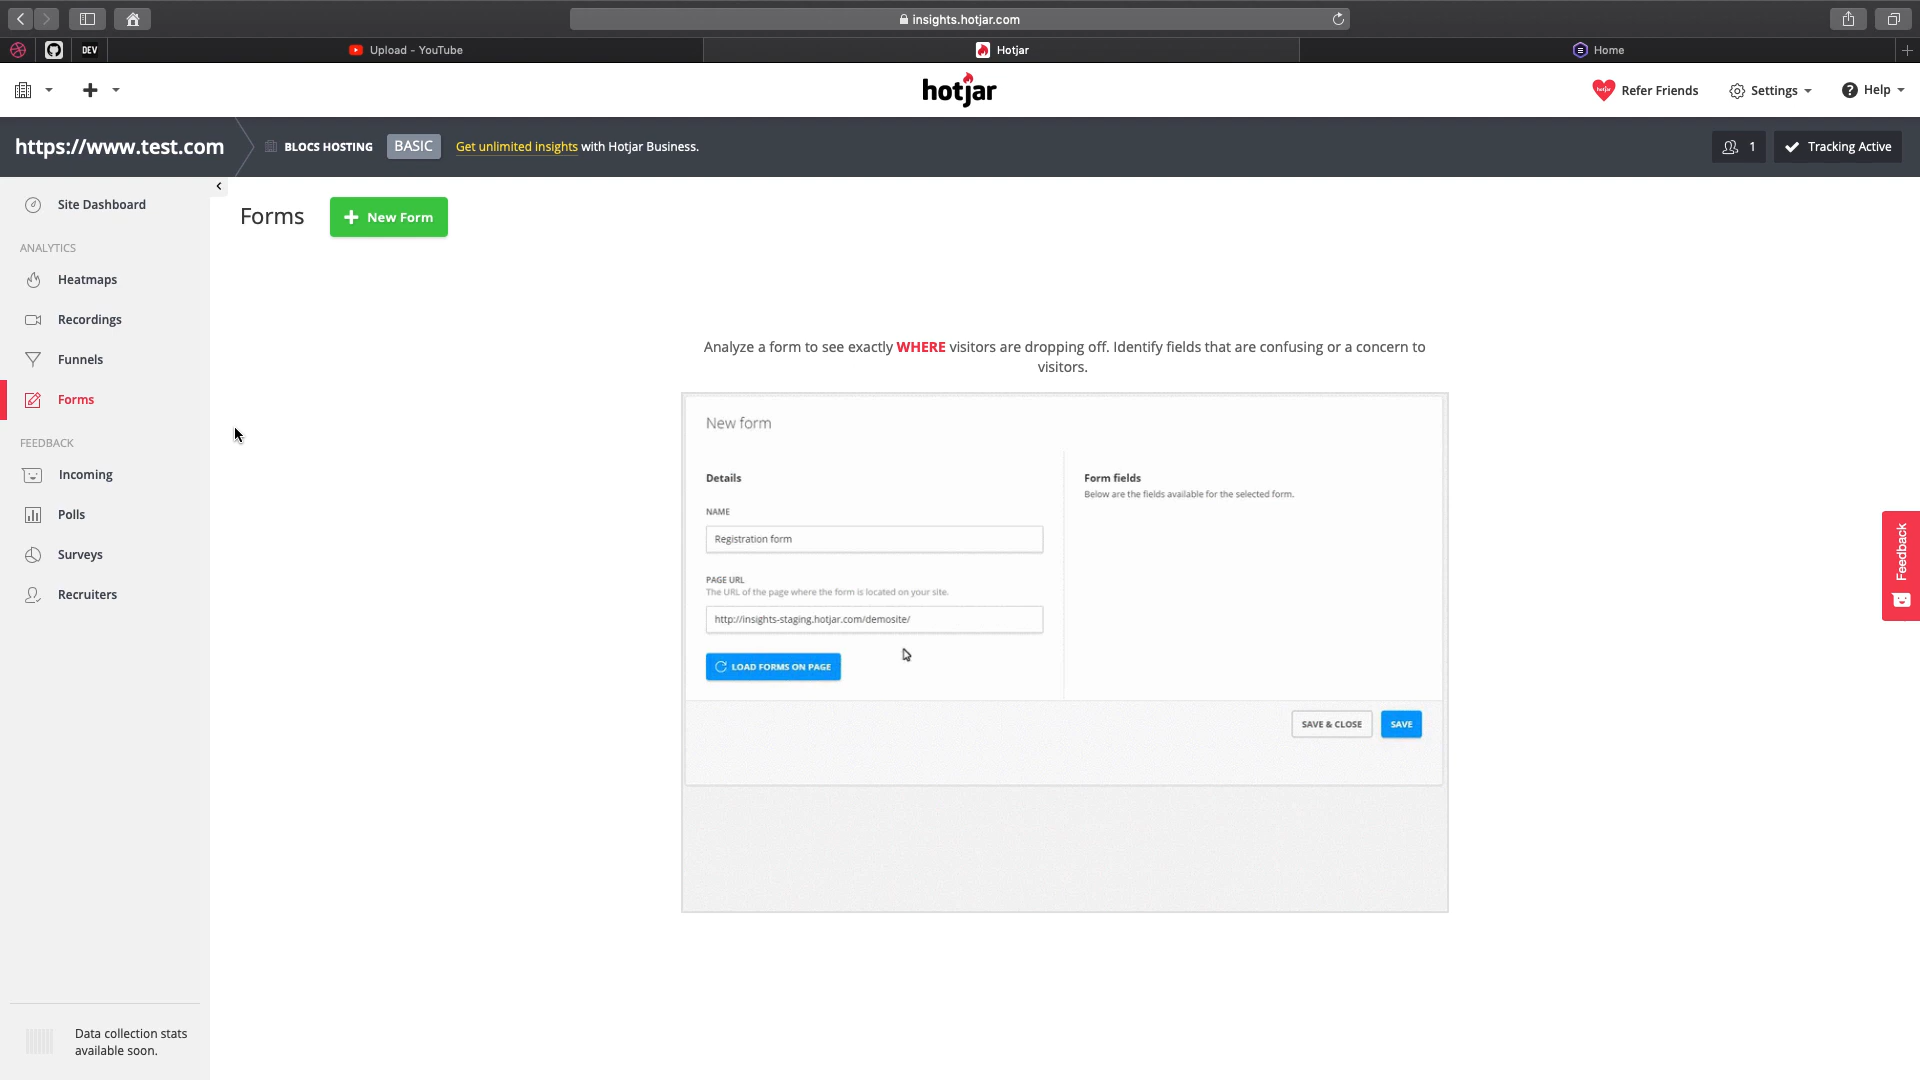 insights.hotjar.com
DEV
Upload - YouTube
Hotjar
Home
hotjar
Refer Friends
Settings
Help
https://www.test.com
BLOCS HOSTING
BASIC
Get unlimited insights with Hotjar Business.
1
Tracking Active
Site Dashboard
ANALYTICS
Heatmaps
Recordings
Funnels
Forms
FEEDBACK
Incoming
Polls
Surveys
Recruiters
Data collection stats
available soon.
Forms
New Form
Analyze a form to see exactly WHERE visitors are dropping off. Identify fields that are confusing or a concern to
visitors.
New form
Details
NAME
Registration form
PAGE URL
The URL of the page where the form is located on your site.
http://insights-staging.hotjar.com/demosite/
LOAD FORMS ON PAGE
Form fields
Below are the fields available for the selected form.
SAVE & CLOSE
SAVE
Feedback